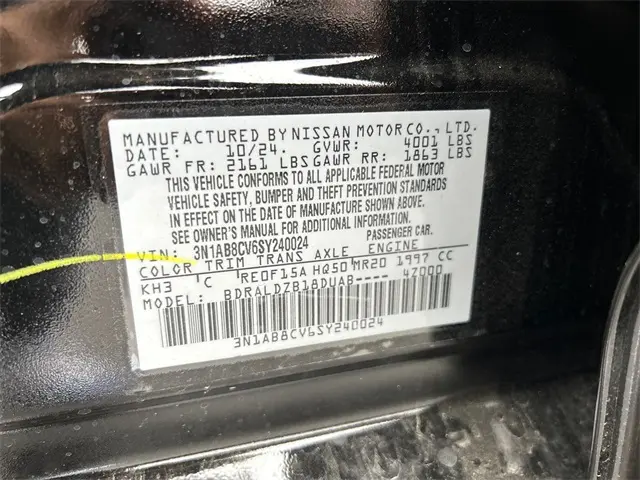 MANUFACTURED BY NISSAN MOTOR CO., LTD.
DATE: 10/24. GVWR: 4001 LBS
GAWR FR: 2161 LBS GAWR RR: 1863 LBS
THIS VEHICLE CONFORMS TO ALL APPLICABLE FEDERAL MOTOR
VEHICLE SAFETY, BUMPER AND THEFT PREVENTION STANDARDS
IN EFFECT ON THE DATE OF MANUFACTURE SHOWN ABOVE.
SEE OWNER'S MANUAL FOR ADDITIONAL INFORMATION.
VIN: 3N1AB8CV6SY240024 PASSENGER CAR.
COLOR TRIM TRANS AXLE ENGINE
KH3 C RE0F15A HQ50 MR20 1997 CC
MODEL: BDRALDZB18DUAB---- 4Z000
3N1AB8CV6SY240024